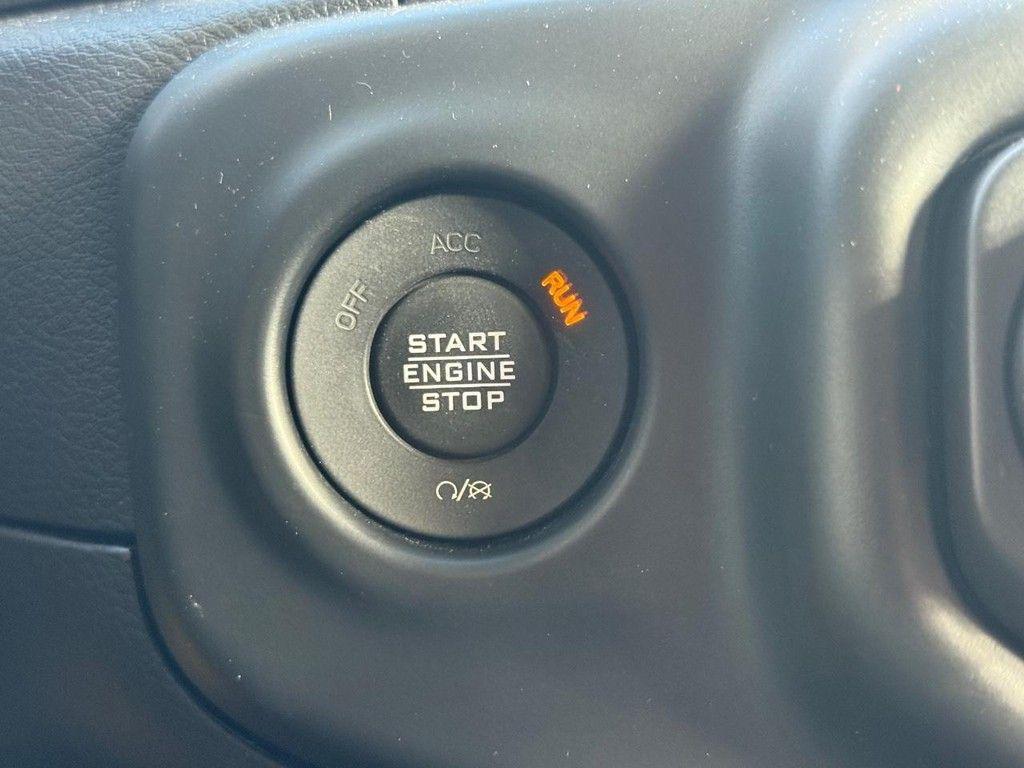 ACC
OFF
RUN
START
ENGINE
STOP